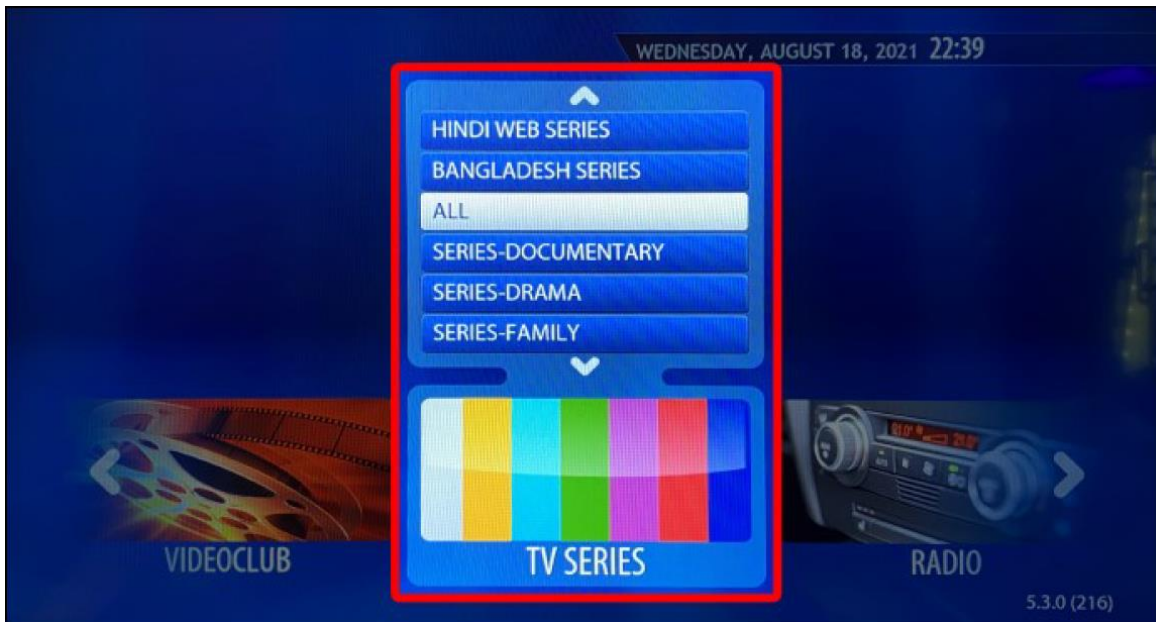 WEDNESDAY, AUGUST 18, 2021 22:39
HINDI WEB SERIES
BANGLADESH SERIES
ALL
SERIES-DOCUMENTARY
SERIES-DRAMA
SERIES-FAMILY
VIDEOCLUB
TV SERIES
RADIO
5.3.0 (216)